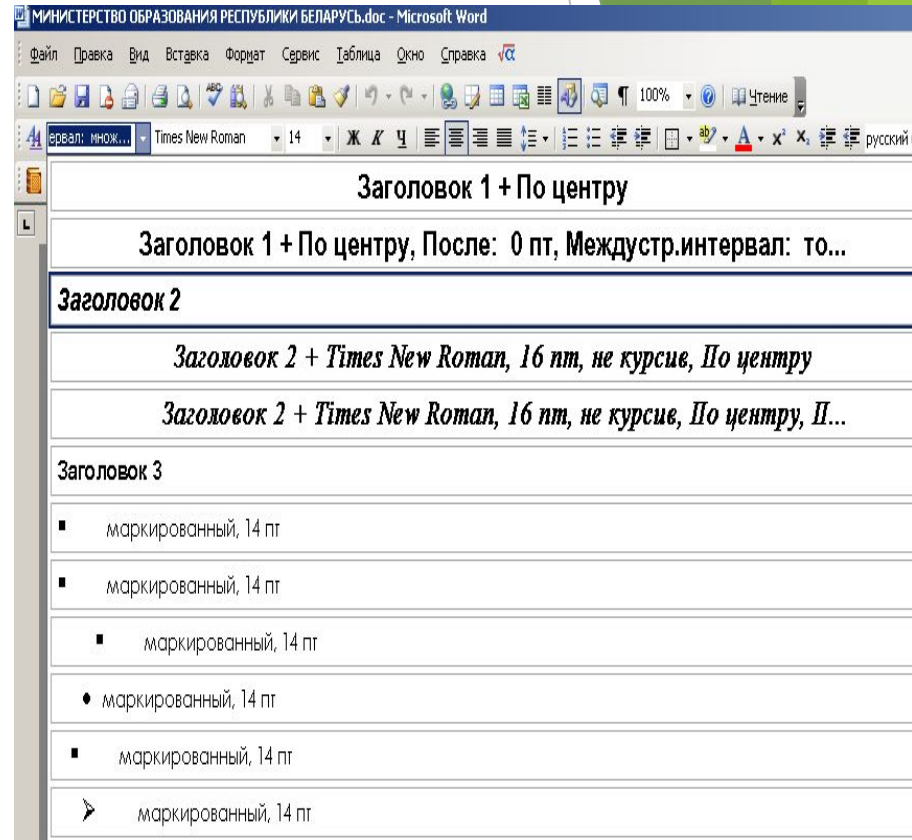 МИНИСТЕРСТВО ОБРАЗОВАНИЯ РЕСПУБЛИКИ БЕЛАРУСЬ.doc - Microsoft Word
Файл Правка Вид Вставка Формат Сервис Таблица Окно Справка √α
ABC 100% Чтение
ервал: множ... Times New Roman 14 Ж К Ч ab A x² x₂ русский
L
Заголовок 1 + По центру
Заголовок 1 + По центру, После: 0 пт, Междустр.интервал: то...
Заголовок 2
Заголовок 2 + Times New Roman, 16 пт, не курсив, По центру
Заголовок 2 + Times New Roman, 16 пт, не курсив, По центру, П...
Заголовок 3
▪ маркированный, 14 пт
▪ маркированный, 14 пт
▪ маркированный, 14 пт
• маркированный, 14 пт
▪ маркированный, 14 пт
➢ маркированный, 14 пт